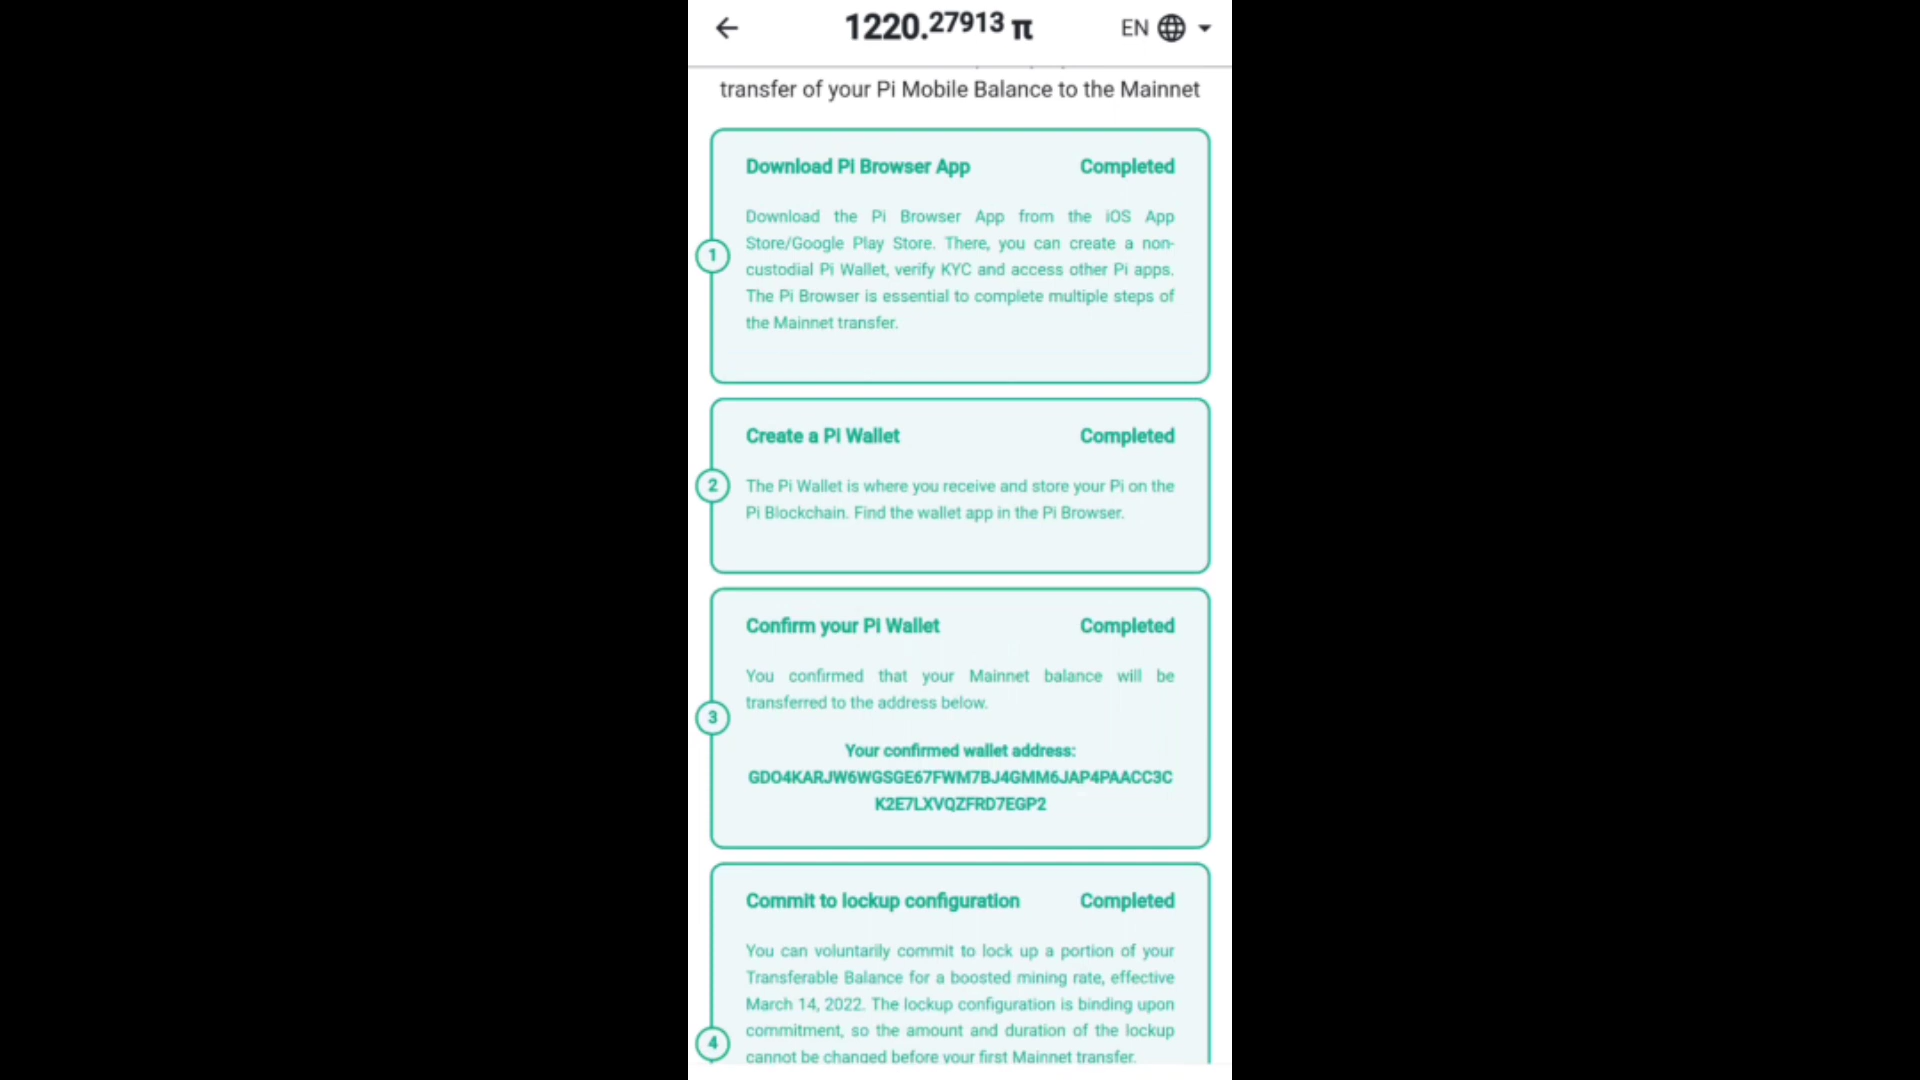 1220.27913 π
EN
transfer of your Pi Mobile Balance to the Mainnet
Download Pi Browser App Completed
Download the Pi Browser App from the iOS App
Store/Google Play Store. There, you can create a non-
custodial Pi Wallet, verify KYC and access other Pi apps.
1
The Pi Browser is essential to complete multiple steps of
the Mainnet transfer.
Create a Pi Wallet Completed
2
The Pi Wallet is where you receive and store your Pi on the
Pi Blockchain. Find the wallet app in the Pi Browser.
Confirm your Pi Wallet Completed
You confirmed that your Mainnet balance will be
transferred to the address below.
3
Your confirmed wallet address:
GDO4KARJW6WGSGE67FWM7BJ4GMM6JAP4PAACC3C
K2E7LXVQZFRD7EGP2
Commit to lockup configuration Completed
You can voluntarily commit to lock up a portion of your
Transferable Balance for a boosted mining rate, effective
March 14, 2022. The lockup configuration is binding upon
commitment, so the amount and duration of the lockup
4
cannot be changed before your first Mainnet transfer.